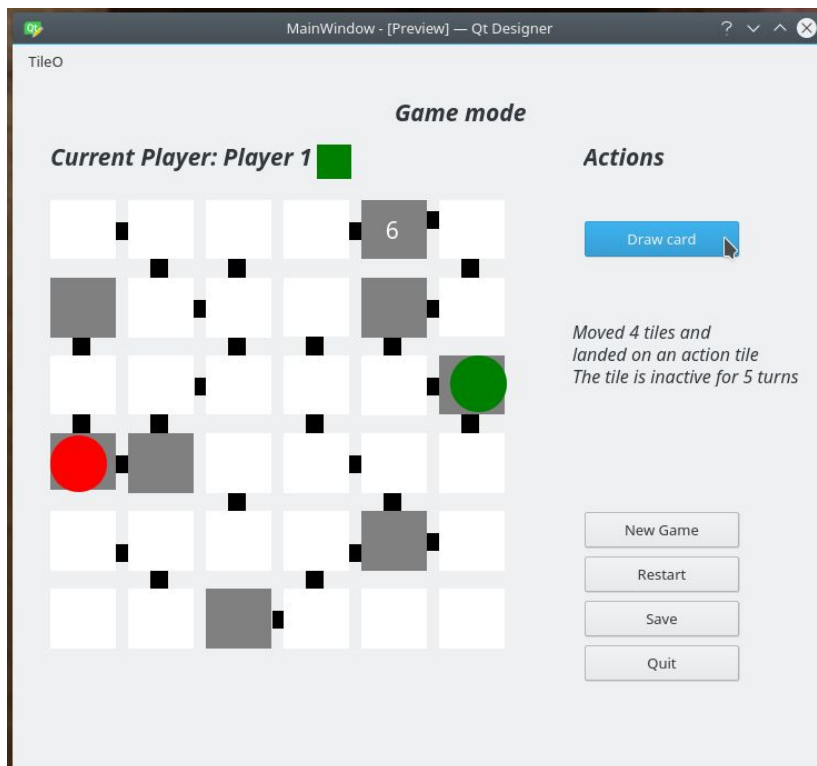 MainWindow - [Preview] — Qt Designer
TileO
Game mode
Current Player: Player 1
Actions
6
Draw card
Moved 4 tiles and
landed on an action tile
The tile is inactive for 5 turns
New Game
Restart
Save
Quit